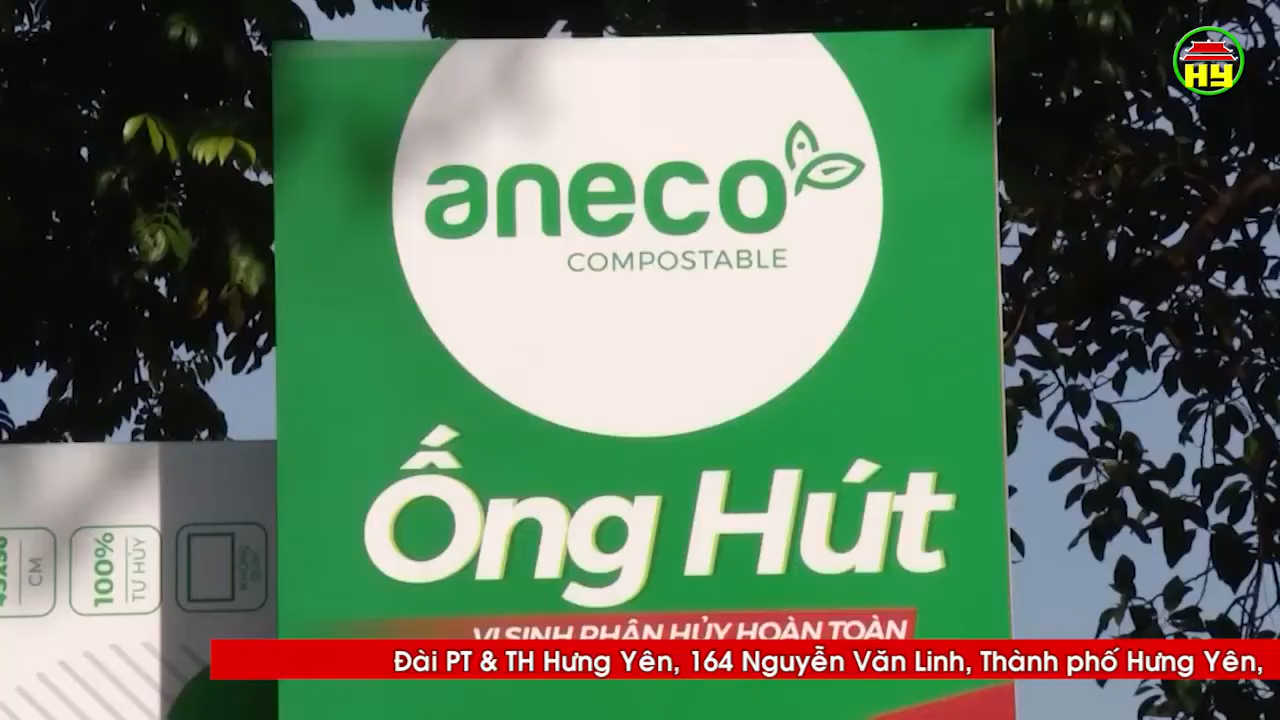 HY
aneco
COMPOSTABLE
Ống Hút
CM
100%
TỰ HỦY
VI SINH PHÂN HỦY HOÀN TOÀN
Đài PT & TH Hưng Yên, 164 Nguyễn Văn Linh, Thành phố Hưng Yên,